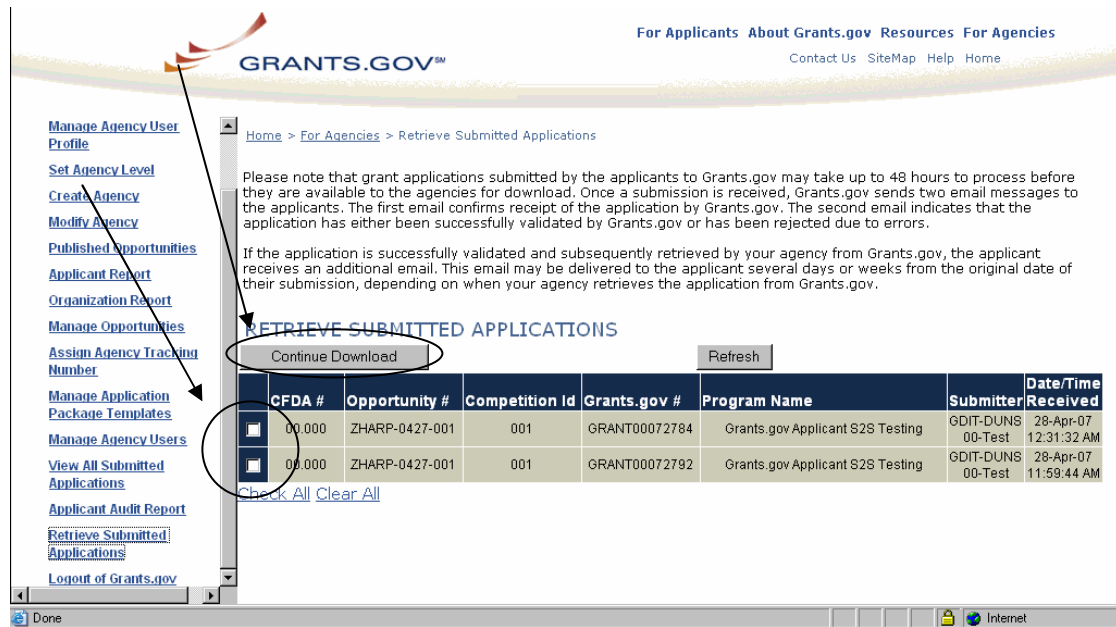 For Applicants About Grants.gov Resources For Agencies
GRANTS.GOV℠
Contact Us SiteMap Help Home
Manage Agency User
Profile
Set Agency Level
Create Agency
Modify Agency
Published Opportunities
Applicant Report
Organization Report
Manage Opportunities
Assign Agency Tracking
Number
Manage Application
Package Templates
Manage Agency Users
View All Submitted
Applications
Applicant Audit Report
Retrieve Submitted
Applications
Logout of Grants.gov
Home > For Agencies > Retrieve Submitted Applications
Please note that grant applications submitted by the applicants to Grants.gov may take up to 48 hours to process before
they are available to the agencies for download. Once a submission is received, Grants.gov sends two email messages to
the applicants. The first email confirms receipt of the application by Grants.gov. The second email indicates that the
application has either been successfully validated by Grants.gov or has been rejected due to errors.
If the application is successfully validated and subsequently retrieved by your agency from Grants.gov, the applicant
receives an additional email. This email may be delivered to the applicant several days or weeks from the original date of
their submission, depending on when your agency retrieves the application from Grants.gov.
RETRIEVE SUBMITTED APPLICATIONS
Continue Download Refresh
CFDA # Opportunity # Competition Id Grants.gov # Program Name Submitter Date/Time Received
00.000 ZHARP-0427-001 001 GRANT00072784 Grants.gov Applicant S2S Testing GDIT-DUNS 00-Test 28-Apr-07 12:31:32 AM
00.000 ZHARP-0427-001 001 GRANT00072792 Grants.gov Applicant S2S Testing GDIT-DUNS 00-Test 28-Apr-07 11:59:44 AM
Check All Clear All
Done Internet